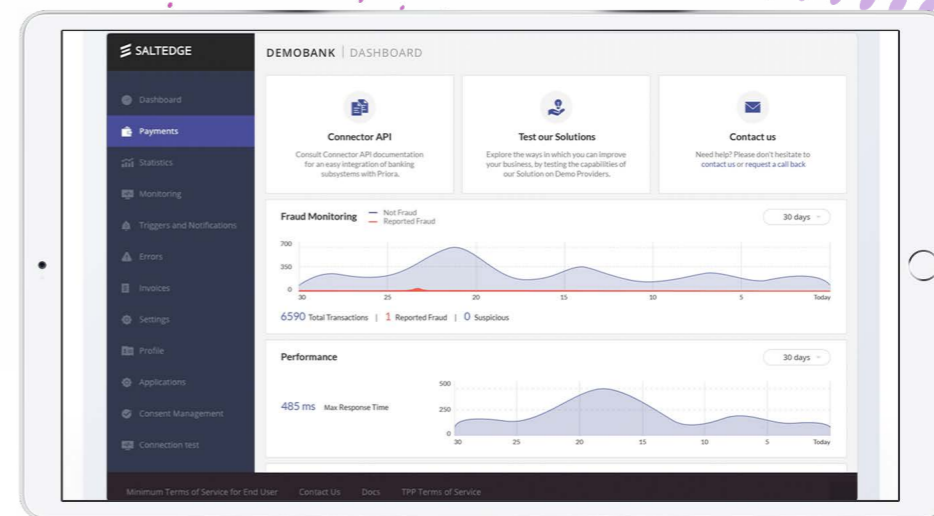 SALTEDGE
DEMOBANK | DASHBOARD
Dashboard
Payments
Statistics
Monitoring
Triggers and Notifications
Errors
Invoices
Settings
Profile
Applications
Consent Management
Connection test
Connector API
Consult Connector API documentation
for an easy integration of banking
subsystems with Priora.
Test our Solutions
Explore the ways in which you can improve
your business, by testing the capabilities of
our Solution on Demo Providers.
Contact us
Need help? Please don't hesitate to
contact us or request a call back
Fraud Monitoring
Not Fraud
Reported Fraud
30 days
700
350
0
30 25 20 15 10 5 Today
6590 Total Transactions | 1 Reported Fraud | 0 Suspicious
Performance
30 days
485 ms Max Response Time
500
250
0
30 25 20 15 10 5 Today
Minimum Terms of Service for End User Contact Us Docs TPP Terms of Service